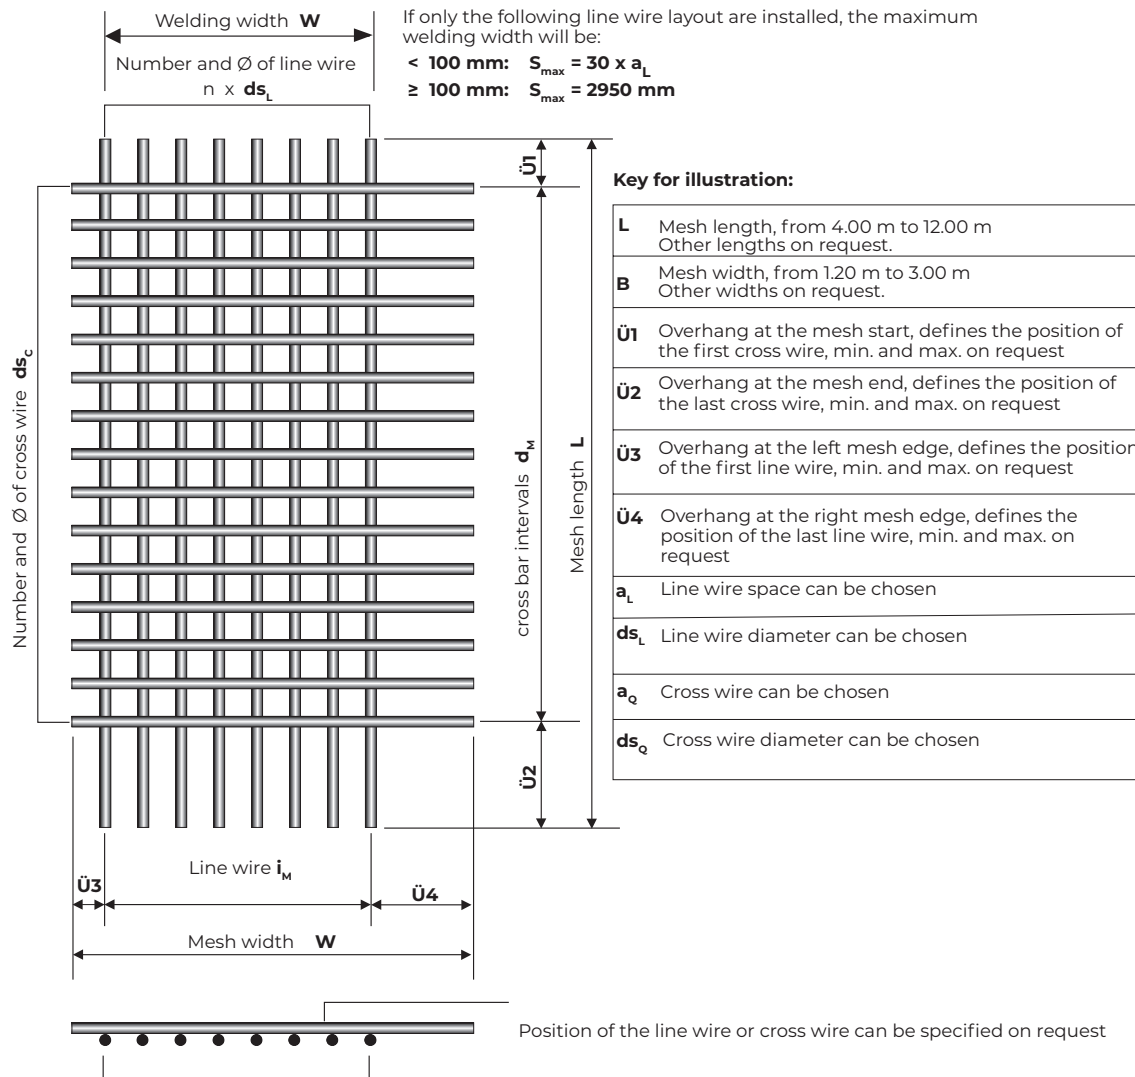 Welding width W
If only the following line wire layout are installed, the maximum
welding width will be:
< 100 mm: Smax = 30 x aL
≥ 100 mm: Smax = 2950 mm
Number and Ø of line wire
n x dsL
Ü1
Key for illustration:
L Mesh length, from 4.00 m to 12.00 m
Other lengths on request.
B Mesh width, from 1.20 m to 3.00 m
Other widths on request.
Ü1 Overhang at the mesh start, defines the position of
the first cross wire, min. and max. on request
Ü2 Overhang at the mesh end, defines the position of
the last cross wire, min. and max. on request
Ü3 Overhang at the left mesh edge, defines the position
of the first line wire, min. and max. on request
Ü4 Overhang at the right mesh edge, defines the
position of the last line wire, min. and max. on
request
aL Line wire space can be chosen
dsL Line wire diameter can be chosen
aQ Cross wire can be chosen
dsQ Cross wire diameter can be chosen
Number and Ø of cross wire dsc
cross bar intervals dM
Mesh length L
Ü2
Line wire iM
Ü3
Ü4
Mesh width W
Position of the line wire or cross wire can be specified on request